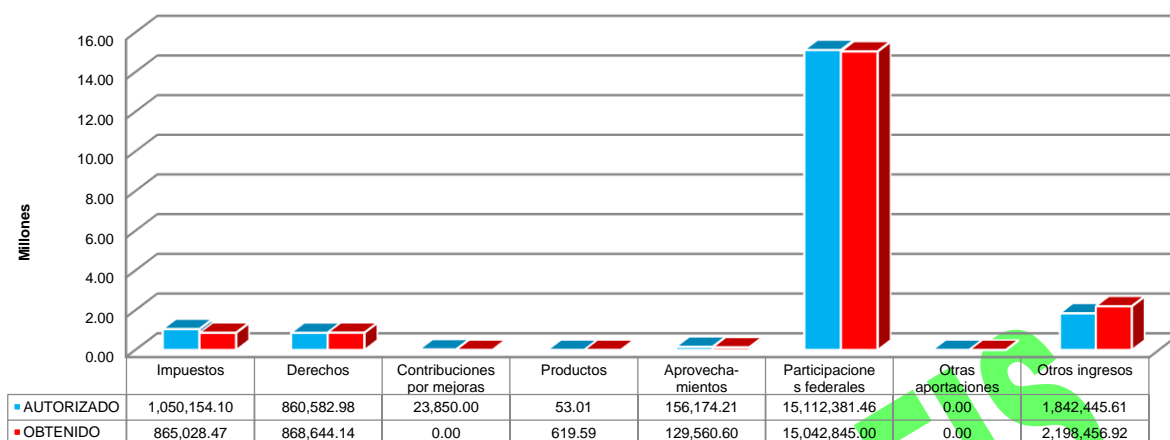 16.00
14.00
12.00
10.00
8.00
6.00
4.00
2.00
0.00
Millones
Impuestos Derechos Contribuciones por mejoras Productos Aprovecha-mientos Participacione s federales Otras aportaciones Otros ingresos
AUTORIZADO 1,050,154.10 860,582.98 23,850.00 53.01 156,174.21 15,112,381.46 0.00 1,842,445.61
OBTENIDO 865,028.47 868,644.14 0.00 619.59 129,560.60 15,042,845.00 0.00 2,198,456.92